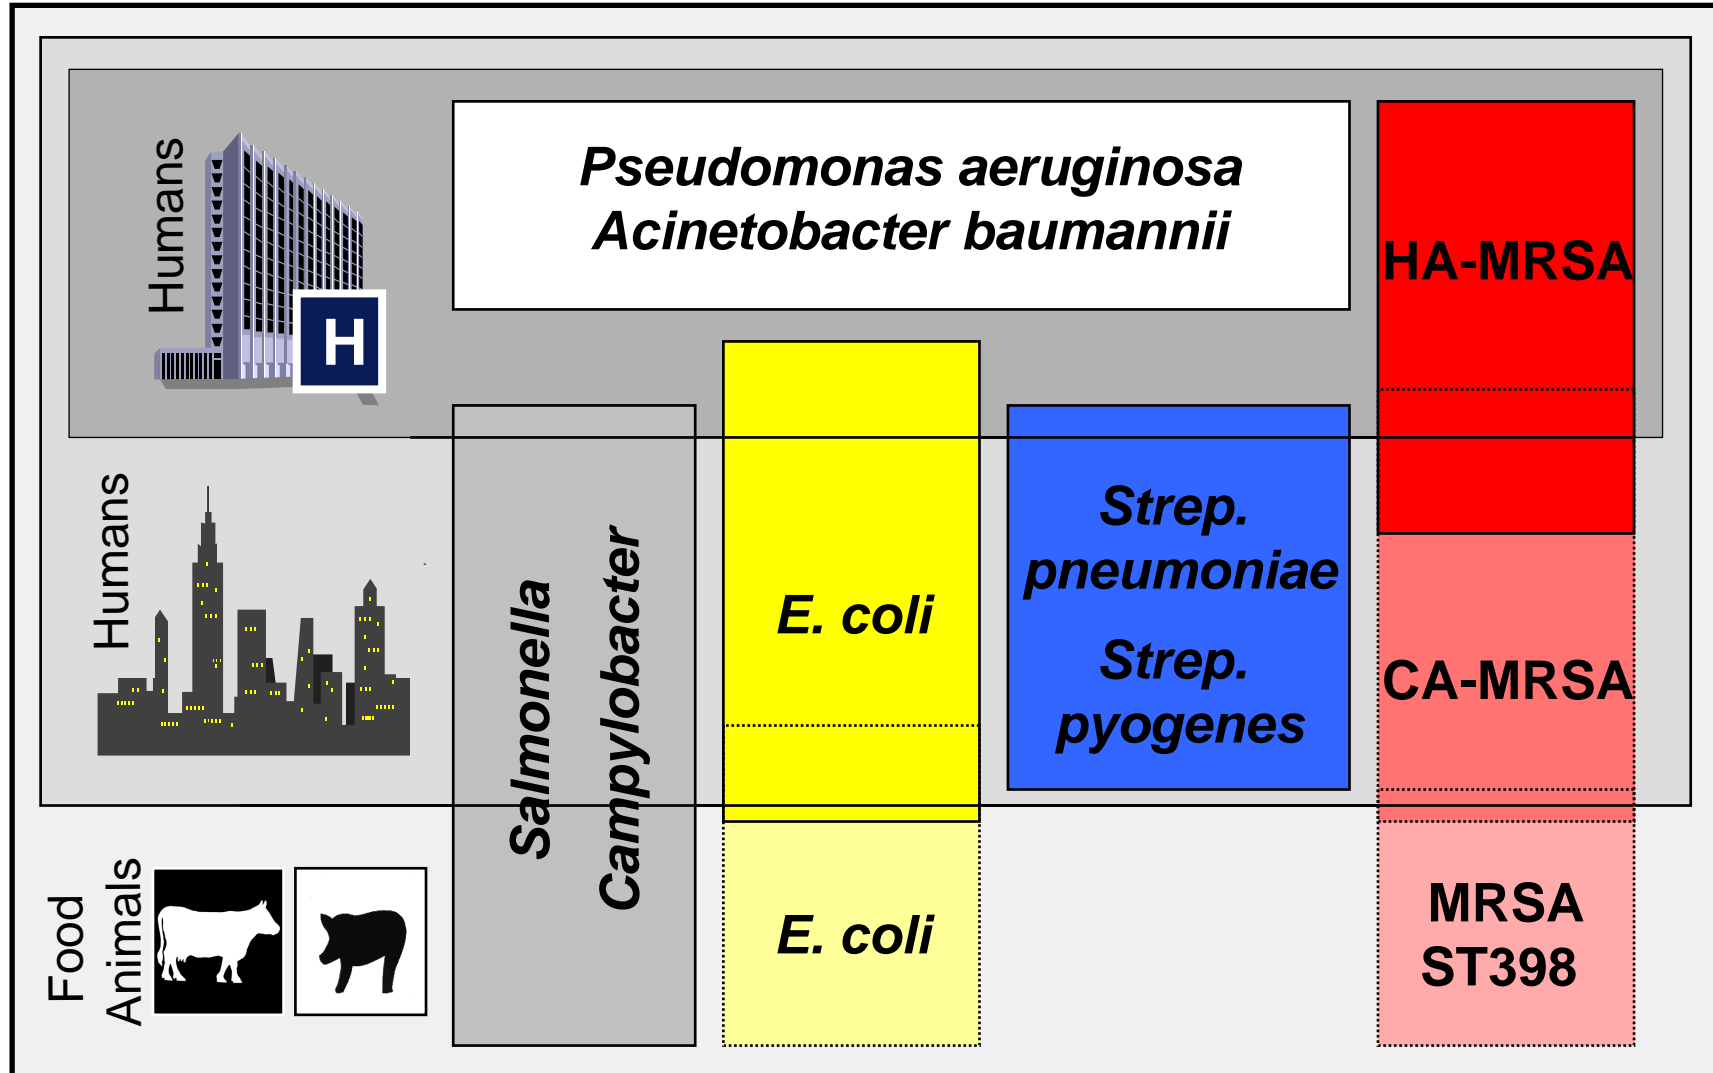 Humans
H
Pseudomonas aeruginosa
Acinetobacter baumannii
HA-MRSA
Humans
Salmonella
Campylobacter
E. coli
Strep.
pneumoniae
Strep.
pyogenes
CA-MRSA
Food
Animals
E. coli
MRSA
ST398